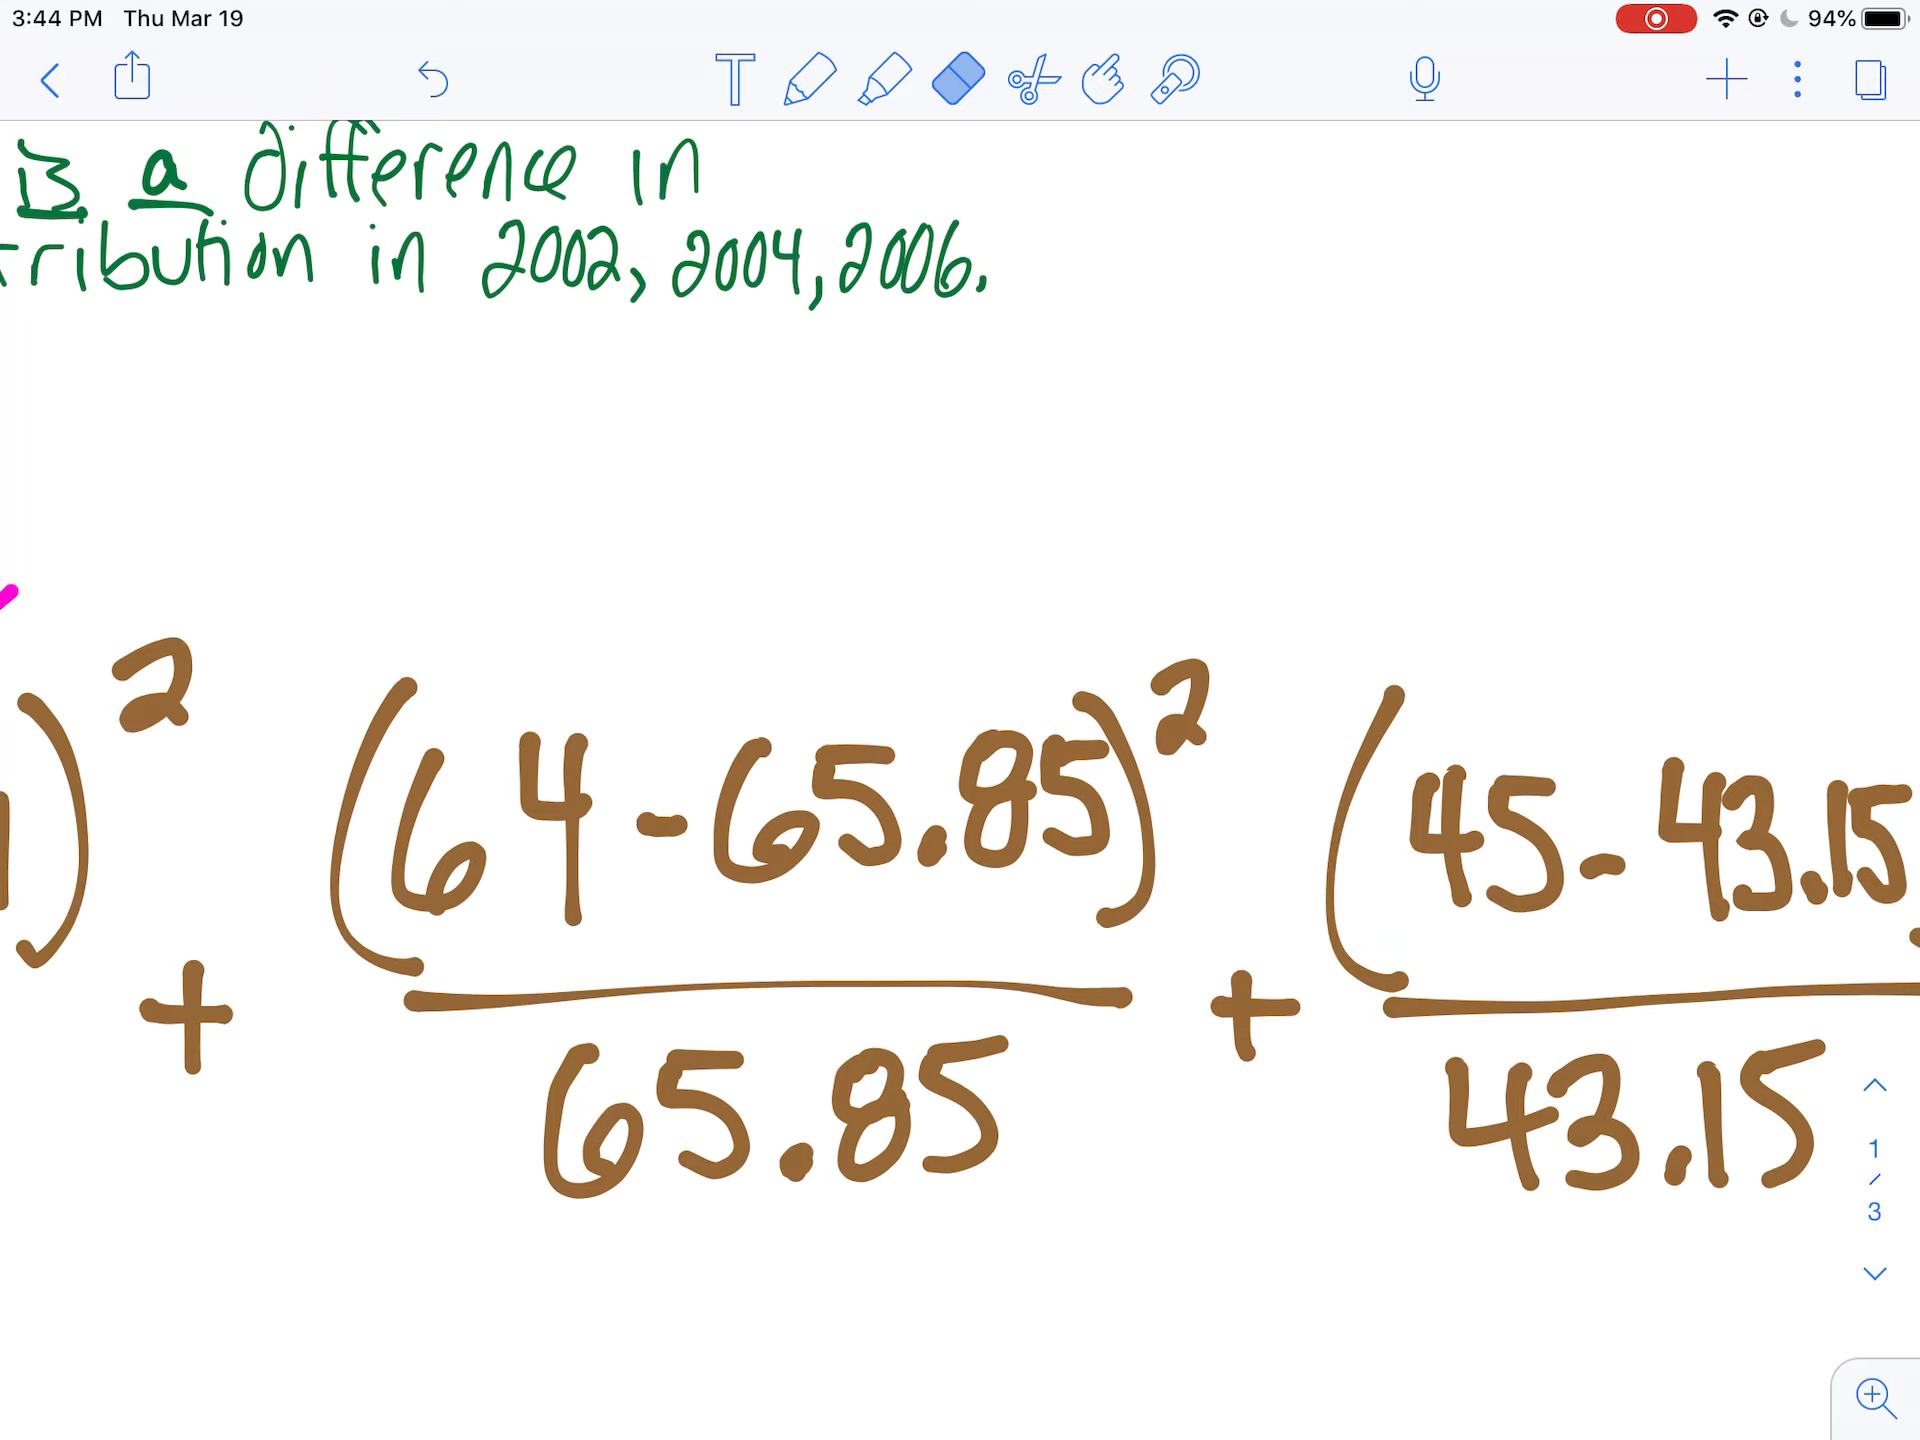 3:44 PM Thu Mar 19 94%
is a difference in
tribution in 2002, 2004, 2006.
)² + (64 - 65.85)² / 65.85 + (45 - 43.15 / 43.15
1
/
3